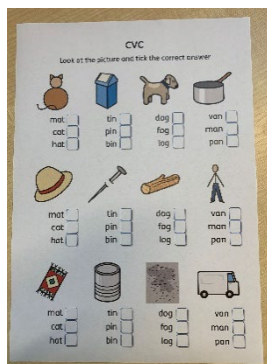 CVC
Look at the picture and tick the correct answer
mat tin dog van
cat pin fog man
hat bin log pan
mat tin dog van
cat pin fog man
hat bin log pan
mat tin dog van
cat pin fog man
hat bin log pan